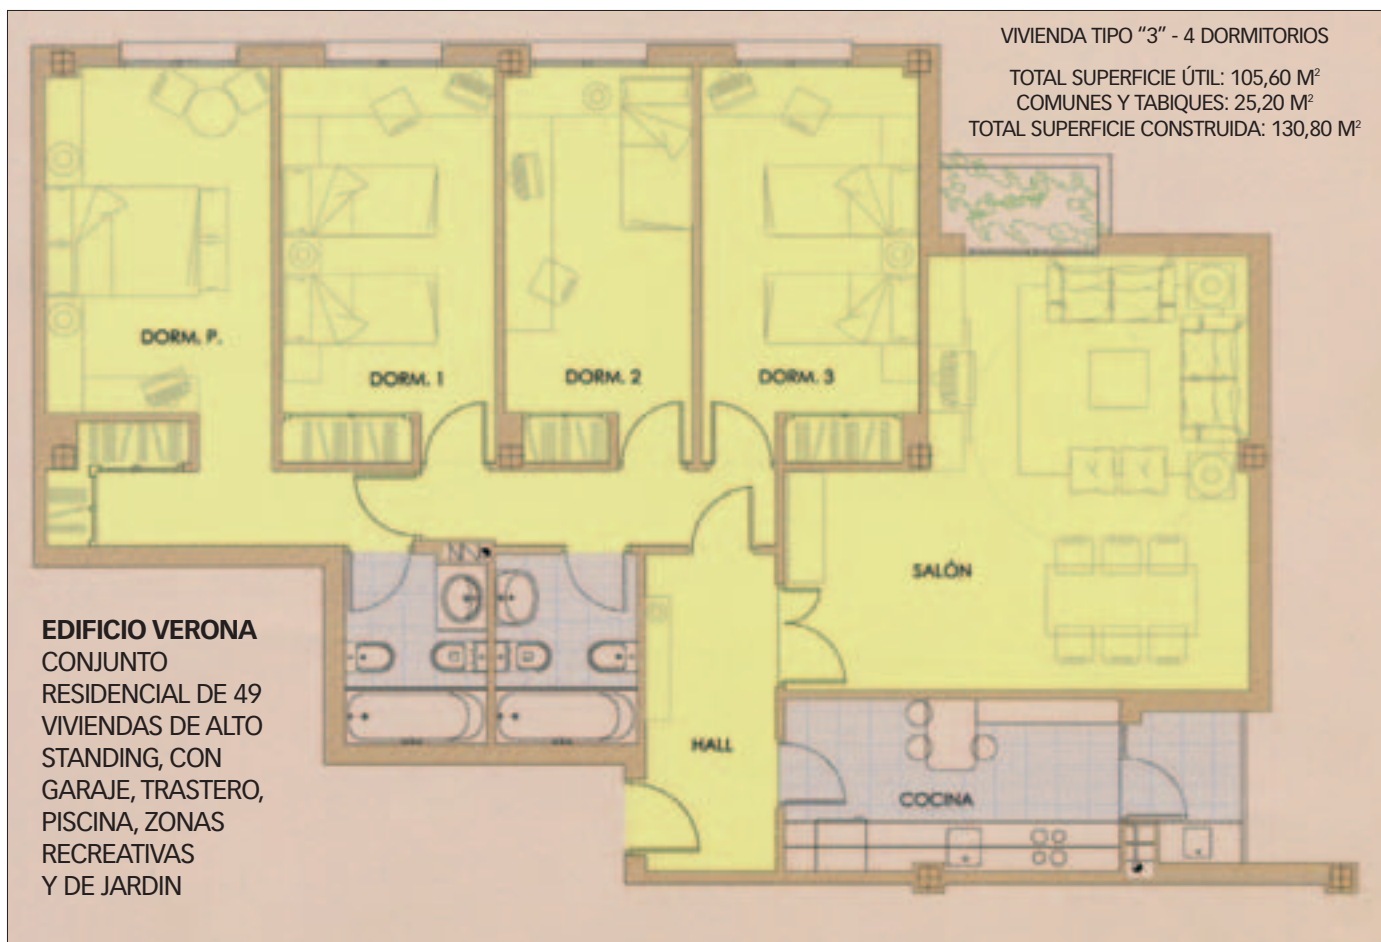 VIVIENDA TIPO “3” - 4 DORMITORIOS
TOTAL SUPERFICIE ÚTIL: 105,60 M²
COMUNES Y TABIQUES: 25,20 M²
TOTAL SUPERFICIE CONSTRUIDA: 130,80 M²
DORM. P.
DORM. 1
DORM. 2
DORM. 3
SALÓN
HALL
COCINA
EDIFICIO VERONA
CONJUNTO
RESIDENCIAL DE 49
VIVIENDAS DE ALTO
STANDING, CON
GARAJE, TRASTERO,
PISCINA, ZONAS
RECREATIVAS
Y DE JARDIN